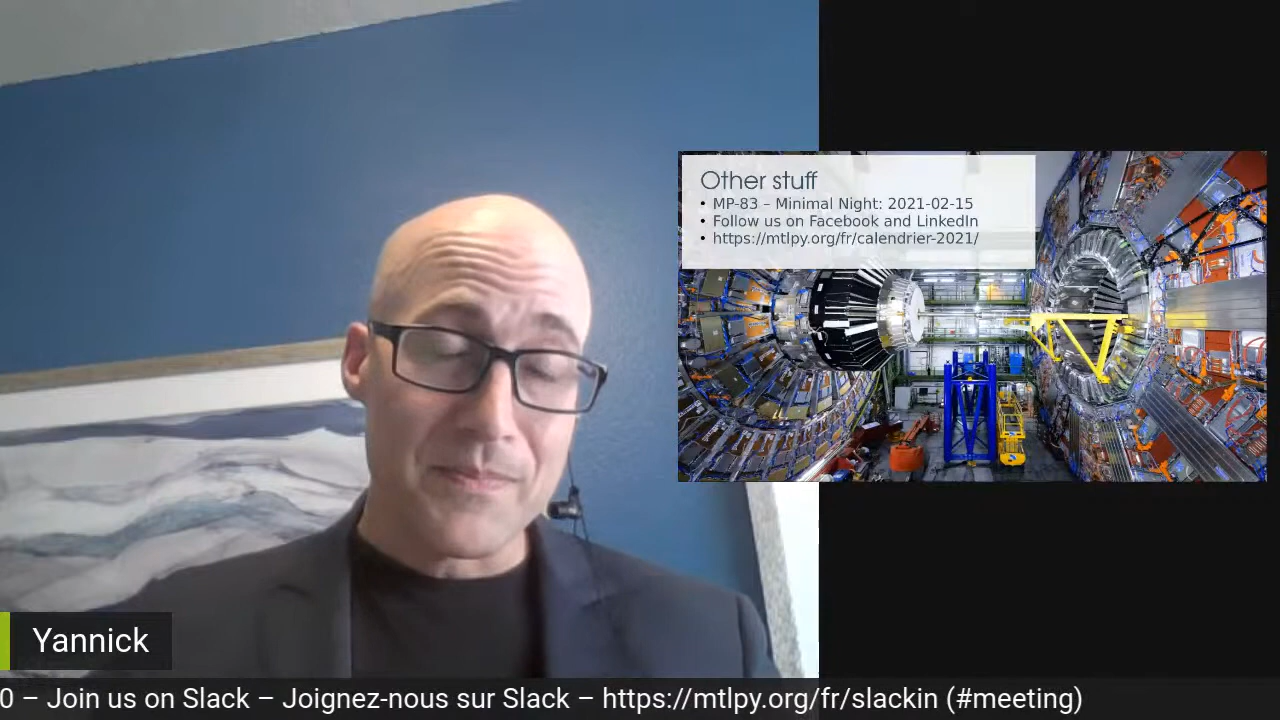 Other stuff
• MP-83 – Minimal Night: 2021-02-15
• Follow us on Facebook and LinkedIn
• https://mtlpy.org/fr/calendrier-2021/
Yannick
0 – Join us on Slack – Joignez-nous sur Slack – https://mtlpy.org/fr/slackin (#meeting)